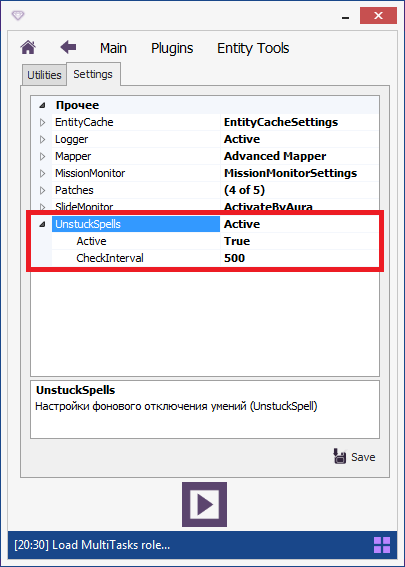 Main Plugins Entity Tools
Utilities Settings
Прочее
EntityCache EntityCacheSettings
Logger Active
Mapper Advanced Mapper
MissionMonitor MissionMonitorSettings
Patches (4 of 5)
SlideMonitor ActivateByAura
UnstuckSpells Active
Active True
CheckInterval 500
UnstuckSpells
Настройки фонового отключения умений (UnstuckSpell)
Save
[20:30] Load MultiTasks role...